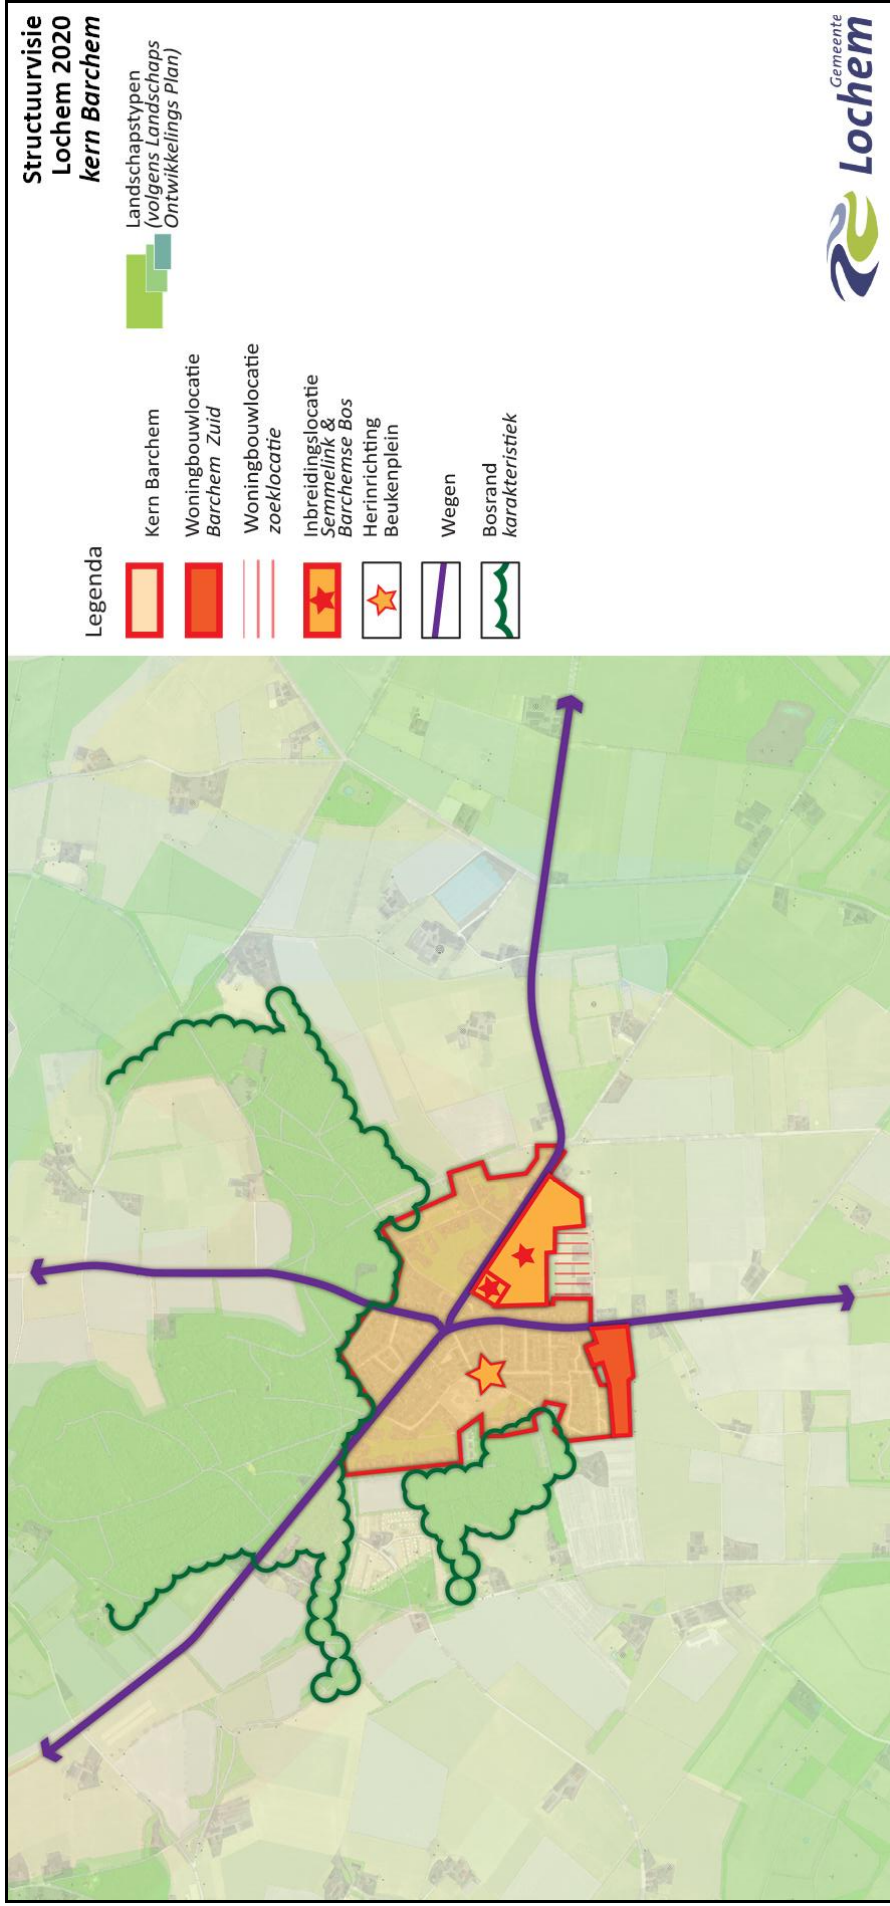 Structuurvisie
Lochem 2020
kern Barchem
Legenda
Kern Barchem
Woningbouwlocatie
Barchem Zuid
Woningbouwlocatie
zoeklocatie
Inbreidingslocatie
Semmelink &
Barchemse Bos
Herinrichting
Beukenplein
Wegen
Bosrand
karakteristiek
Landschapstypen
(volgens Landschaps
Ontwikkelings Plan)
Gemeente
Lochem